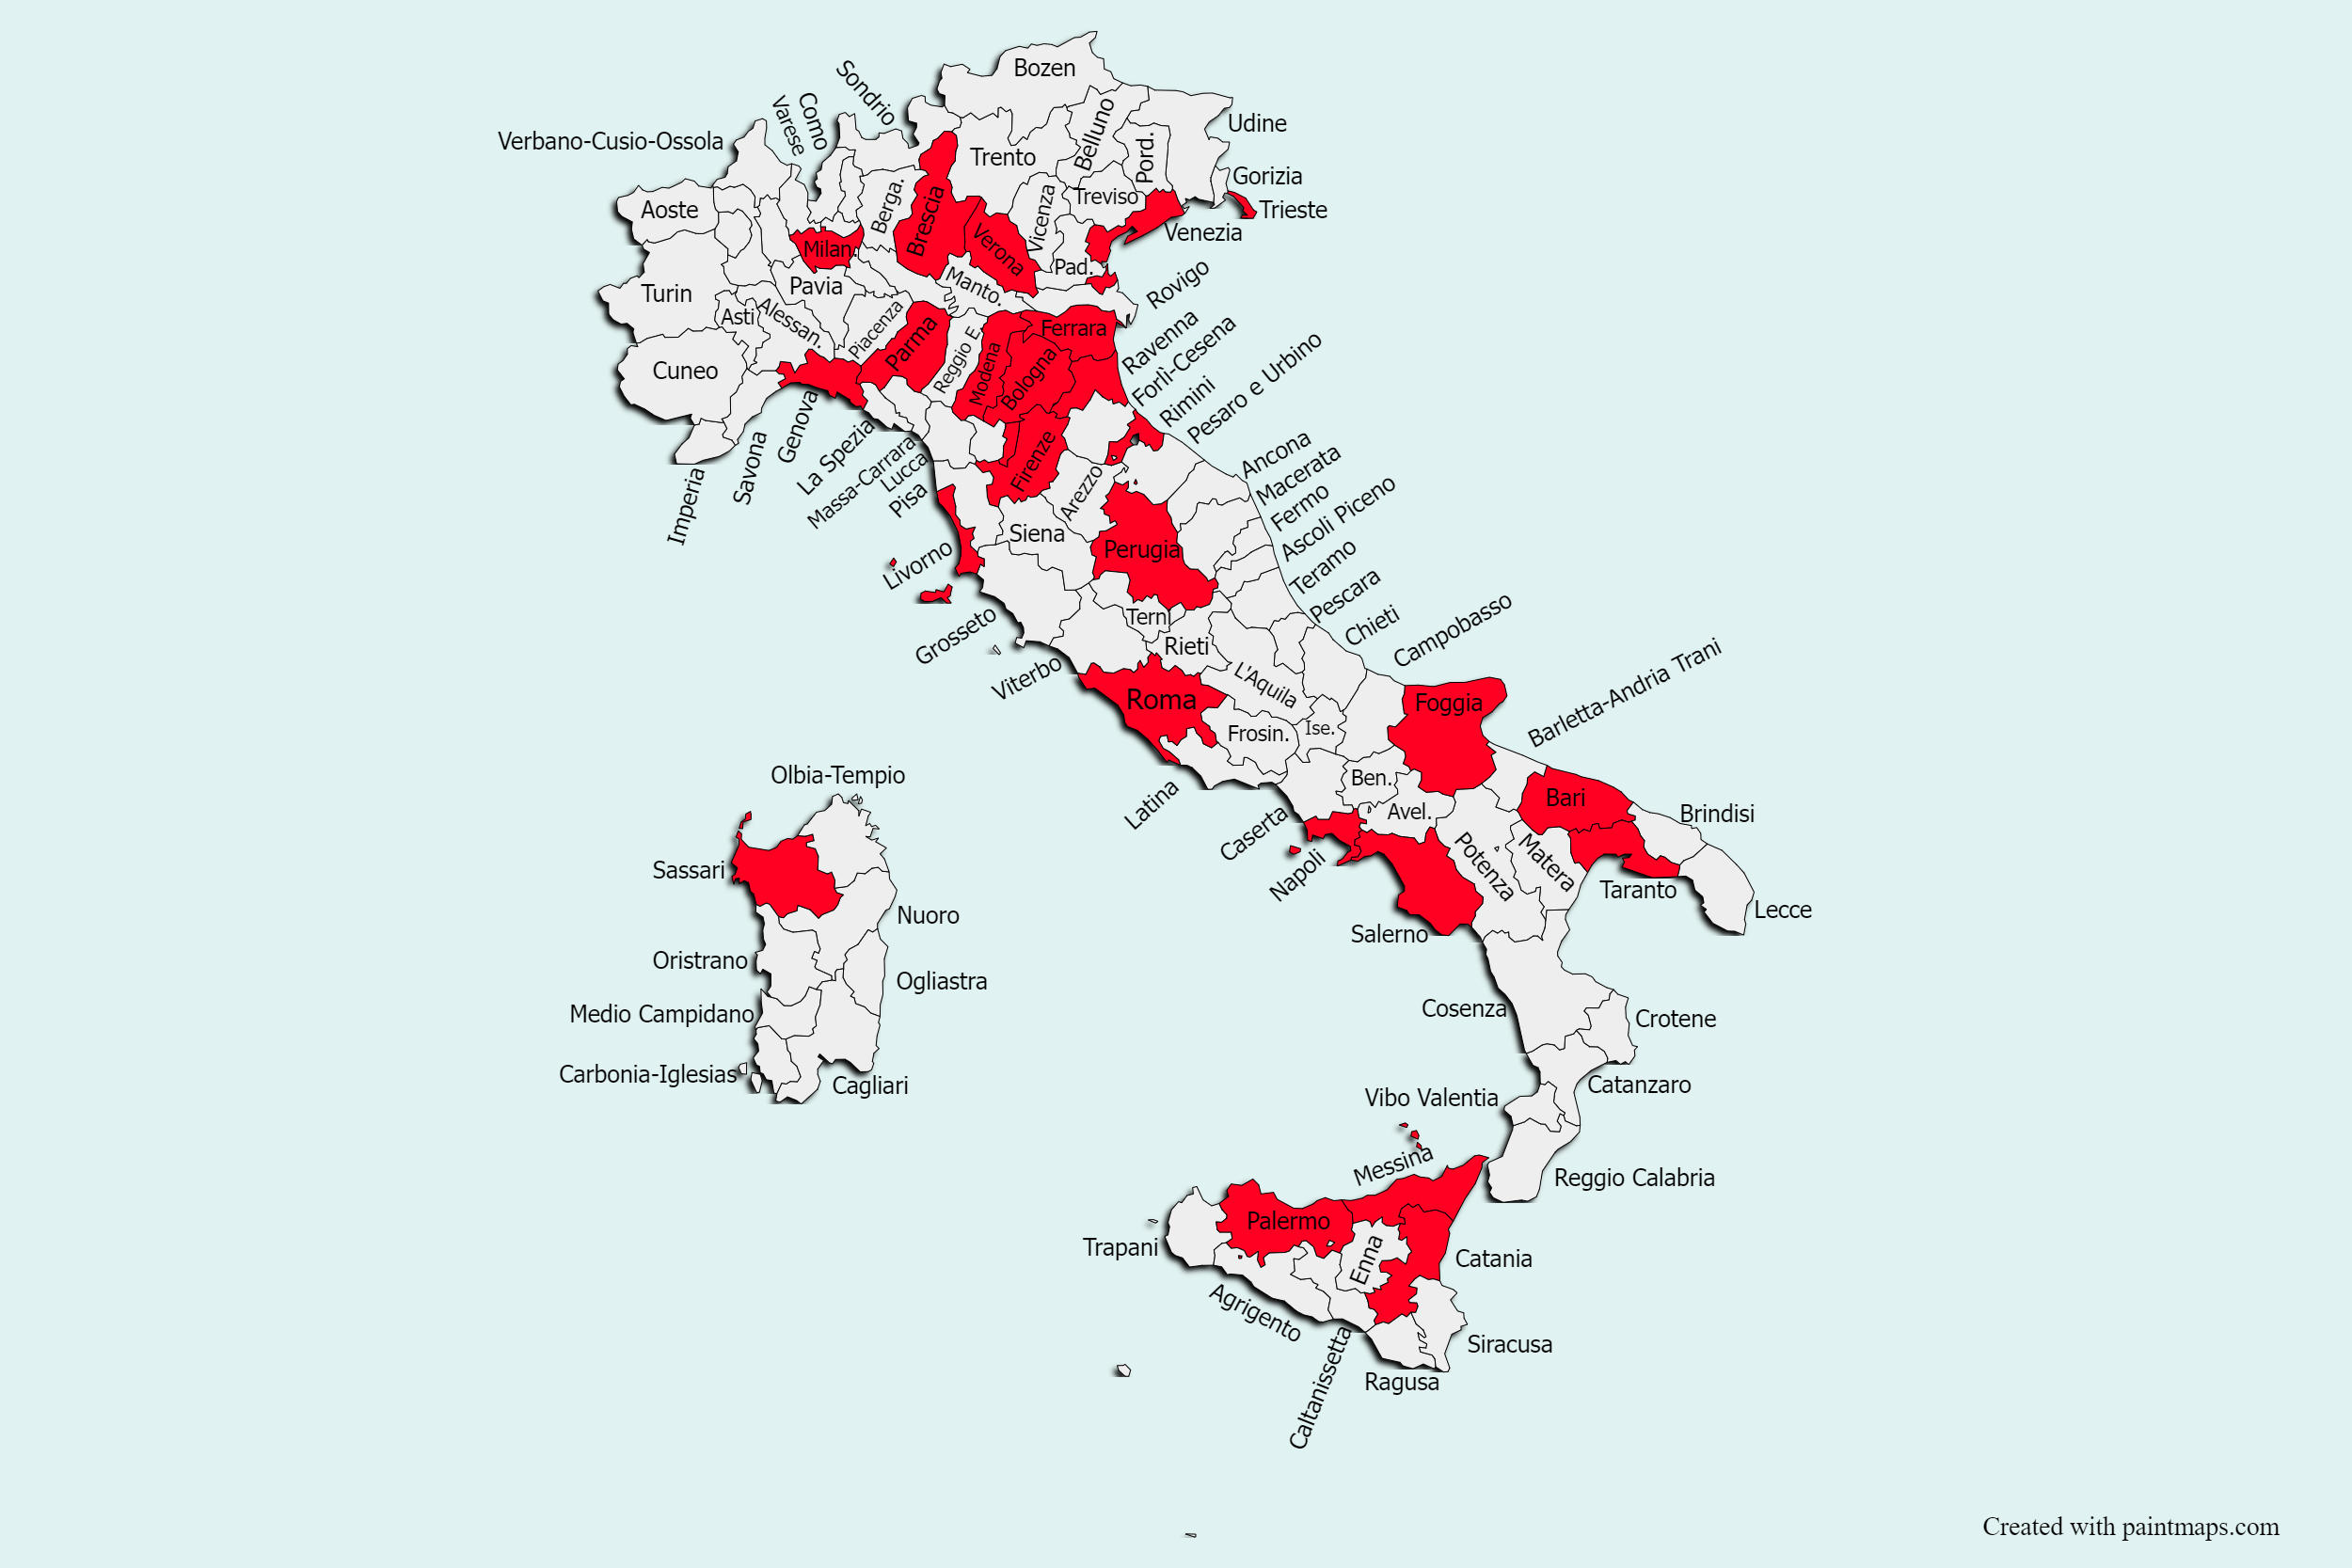 Bozen
Sondrio
Como
Varese
Verbano-Cusio-Ossola
Belluno
Udine
Trento
Pord.
Gorizia
Aoste
Berga.
Brescia
Vicenza
Treviso
Trieste
Venezia
Milan.
Verona
Pad.
Turin
Pavia
Manto.
Rovigo
Asti
Alessan.
Piacenza
Parma
Reggio E.
Modena
Bologna
Ferrara
Ravenna
Forlì-Cesena
Rimini
Pesaro e Urbino
Cuneo
Imperia
Savona
Genova
La Spezia
Massa-Carrara
Lucca
Pisa
Firenze
Arezzo
Ancona
Macerata
Fermo
Ascoli Piceno
Teramo
Pescara
Chieti
Campobasso
Siena
Perugia
Livorno
Grosseto
Viterbo
Terni
Rieti
L'Aquila
Roma
Frosin.
Ise.
Foggia
Barletta-Andria Trani
Latina
Caserta
Ben.
Avel.
Napoli
Bari
Brindisi
Potenza
Matera
Taranto
Lecce
Salerno
Olbia-Tempio
Sassari
Nuoro
Oristrano
Ogliastra
Medio Campidano
Carbonia-Iglesias
Cagliari
Cosenza
Crotene
Catanzaro
Vibo Valentia
Reggio Calabria
Messina
Palermo
Trapani
Enna
Catania
Agrigento
Caltanissetta
Siracusa
Ragusa
Created with paintmaps.com